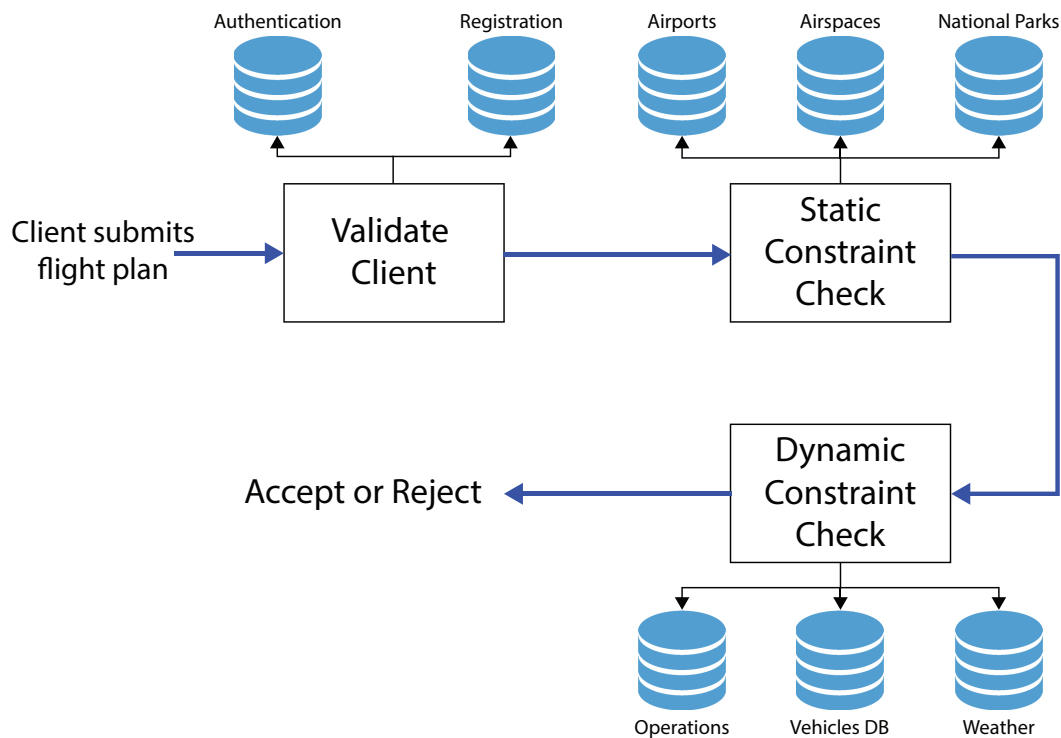 Authentication
Registration
Airports
Airspaces
National Parks
Client submits
flight plan
Validate
Client
Static
Constraint
Check
Accept or Reject
Dynamic
Constraint
Check
Operations
Vehicles DB
Weather